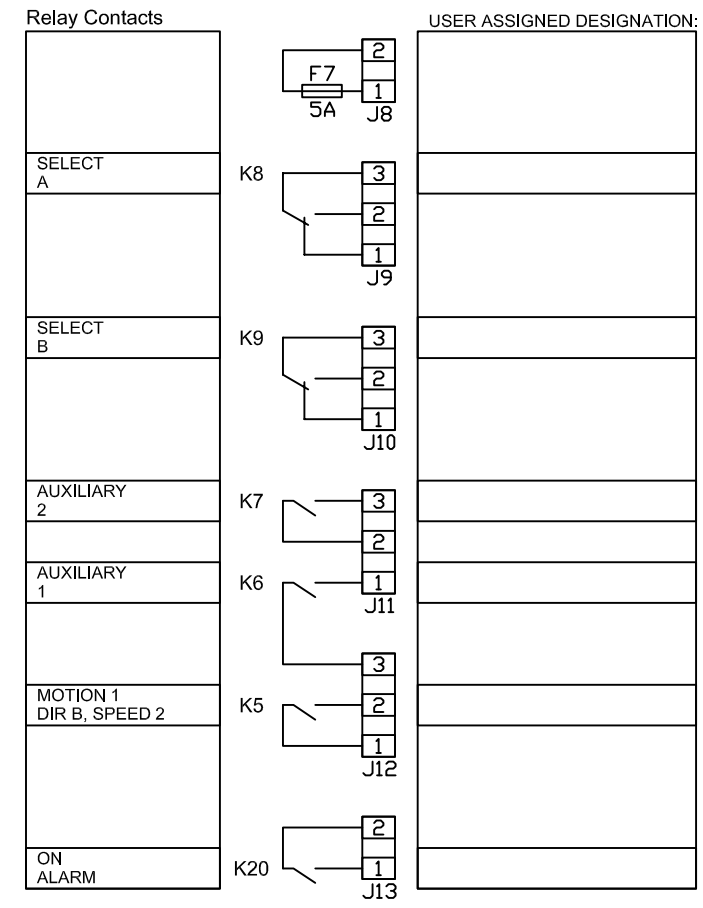 Relay Contacts
USER ASSIGNED DESIGNATION:
2
F7
1
5A
J8
SELECT
A
K8
3
2
1
J9
SELECT
B
K9
3
2
1
J10
AUXILIARY
2
K7
3
2
AUXILIARY
1
K6
1
J11
3
MOTION 1
DIR B, SPEED 2
K5
2
1
J12
2
ON
ALARM
K20
1
J13